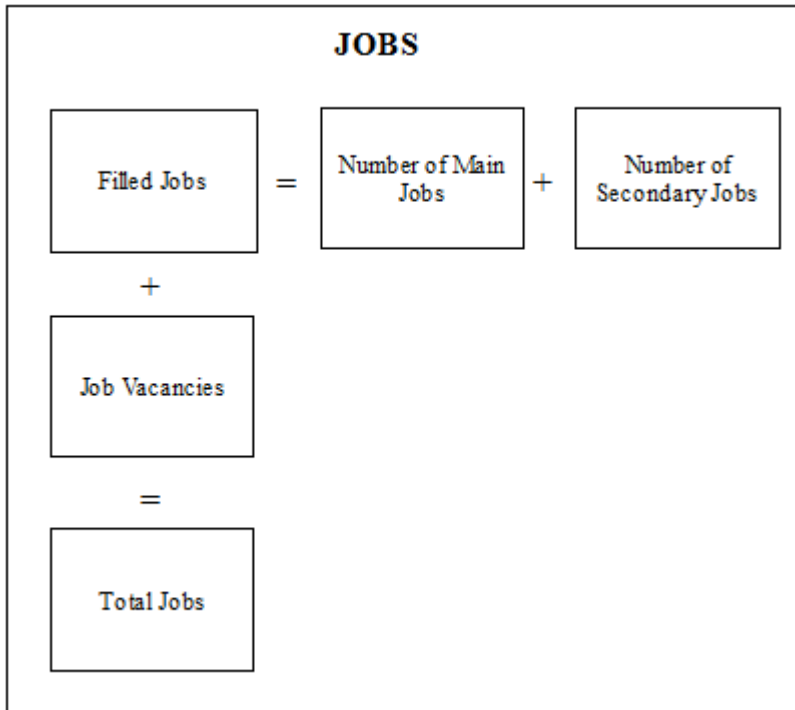 JOBS
Filled Jobs
=
Number of Main
Jobs
+
Number of
Secondary Jobs
+
Job Vacancies
=
Total Jobs